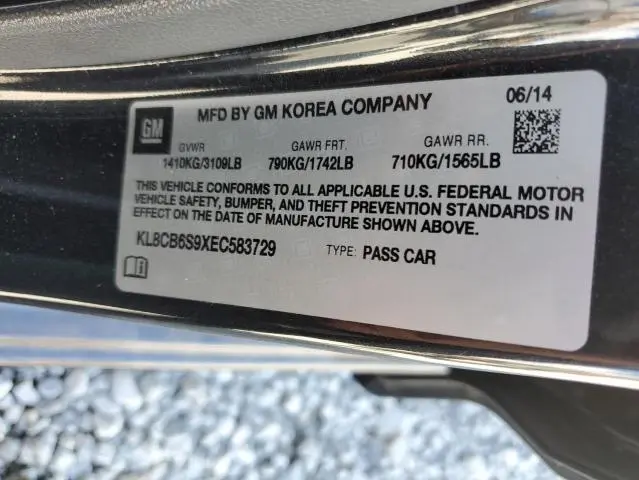 GM
MFD BY GM KOREA COMPANY
06/14
GVWR GAWR FRT. GAWR RR.
1410KG/3109LB 790KG/1742LB 710KG/1565LB
THIS VEHICLE CONFORMS TO ALL APPLICABLE U.S. FEDERAL MOTOR
VEHICLE SAFETY, BUMPER, AND THEFT PREVENTION STANDARDS IN
EFFECT ON THE DATE OF MANUFACTURE SHOWN ABOVE.
KL8CB6S9XEC583729 TYPE: PASS CAR